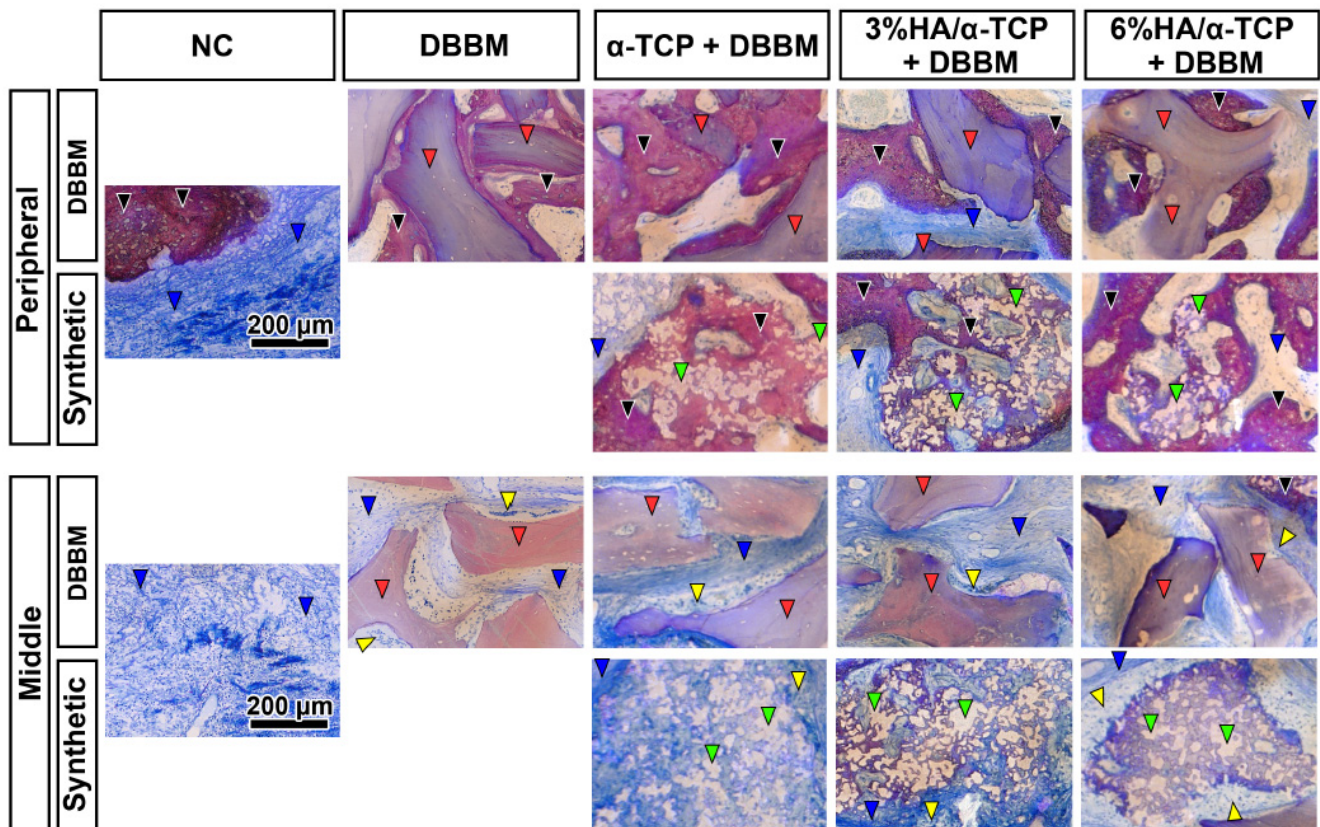 NC
DBBM
α-TCP + DBBM
3%HA/α-TCP
+ DBBM
6%HA/α-TCP
+ DBBM
Peripheral
DBBM
Synthetic
200 μm
Middle
DBBM
Synthetic
200 μm